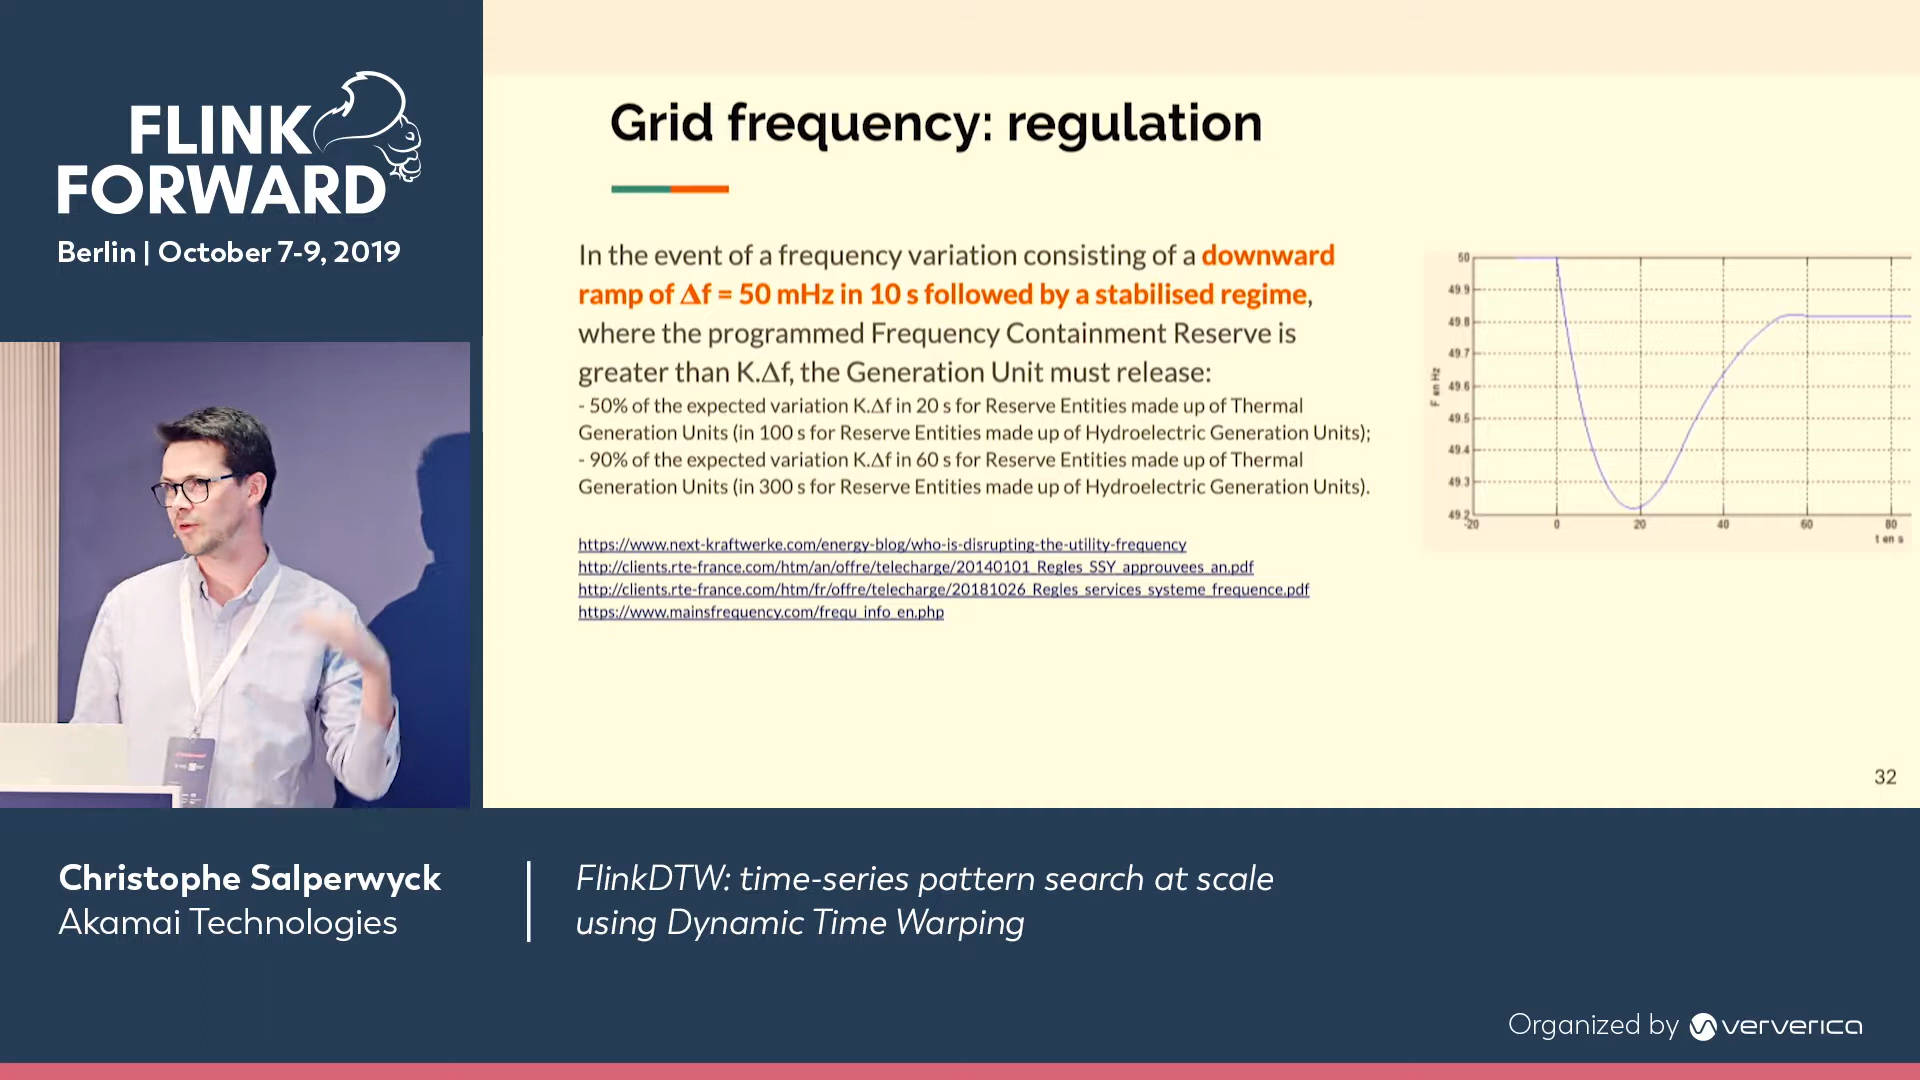 FLINK
FORWARD
Berlin | October 7-9, 2019
Grid frequency: regulation
In the event of a frequency variation consisting of a downward
ramp of Δf = 50 mHz in 10 s followed by a stabilised regime,
where the programmed Frequency Containment Reserve is
greater than K.Δf, the Generation Unit must release:
- 50% of the expected variation K.Δf in 20 s for Reserve Entities made up of Thermal
Generation Units (in 100 s for Reserve Entities made up of Hydroelectric Generation Units);
- 90% of the expected variation K.Δf in 60 s for Reserve Entities made up of Thermal
Generation Units (in 300 s for Reserve Entities made up of Hydroelectric Generation Units).
https://www.next-kraftwerke.com/energy-blog/who-is-disrupting-the-utility-frequency
http://clients.rte-france.com/htm/an/offre/telecharge/20140101_Regles_SSY_approuvees_an.pdf
http://clients.rte-france.com/htm/fr/offre/telecharge/20181026_Regles_services_systeme_frequence.pdf
https://www.mainsfrequency.com/frequ_info_en.php
50
49.9
49.8
49.7
49.6
49.5
49.4
49.3
49.2
F en Hz
-20 0 20 40 60 80
t en s
32
Christophe Salperwyck
Akamai Technologies
FlinkDTW: time-series pattern search at scale
using Dynamic Time Warping
Organized by ververica